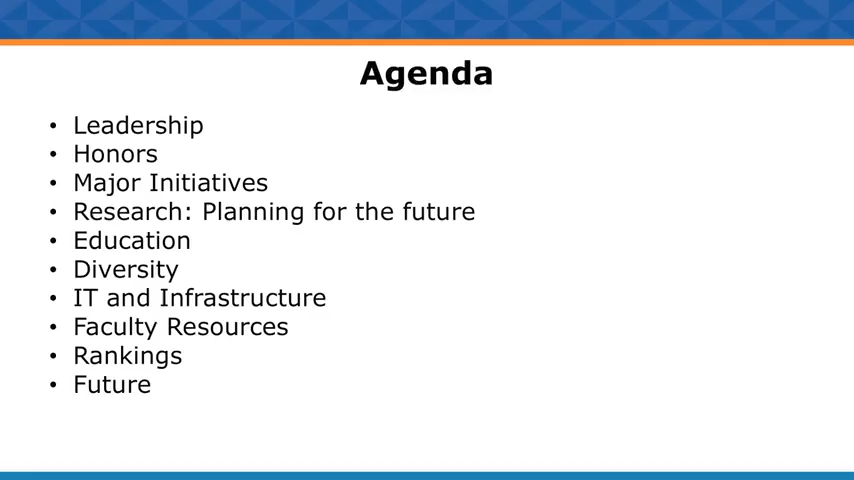 Agenda
• Leadership
• Honors
• Major Initiatives
• Research: Planning for the future
• Education
• Diversity
• IT and Infrastructure
• Faculty Resources
• Rankings
• Future